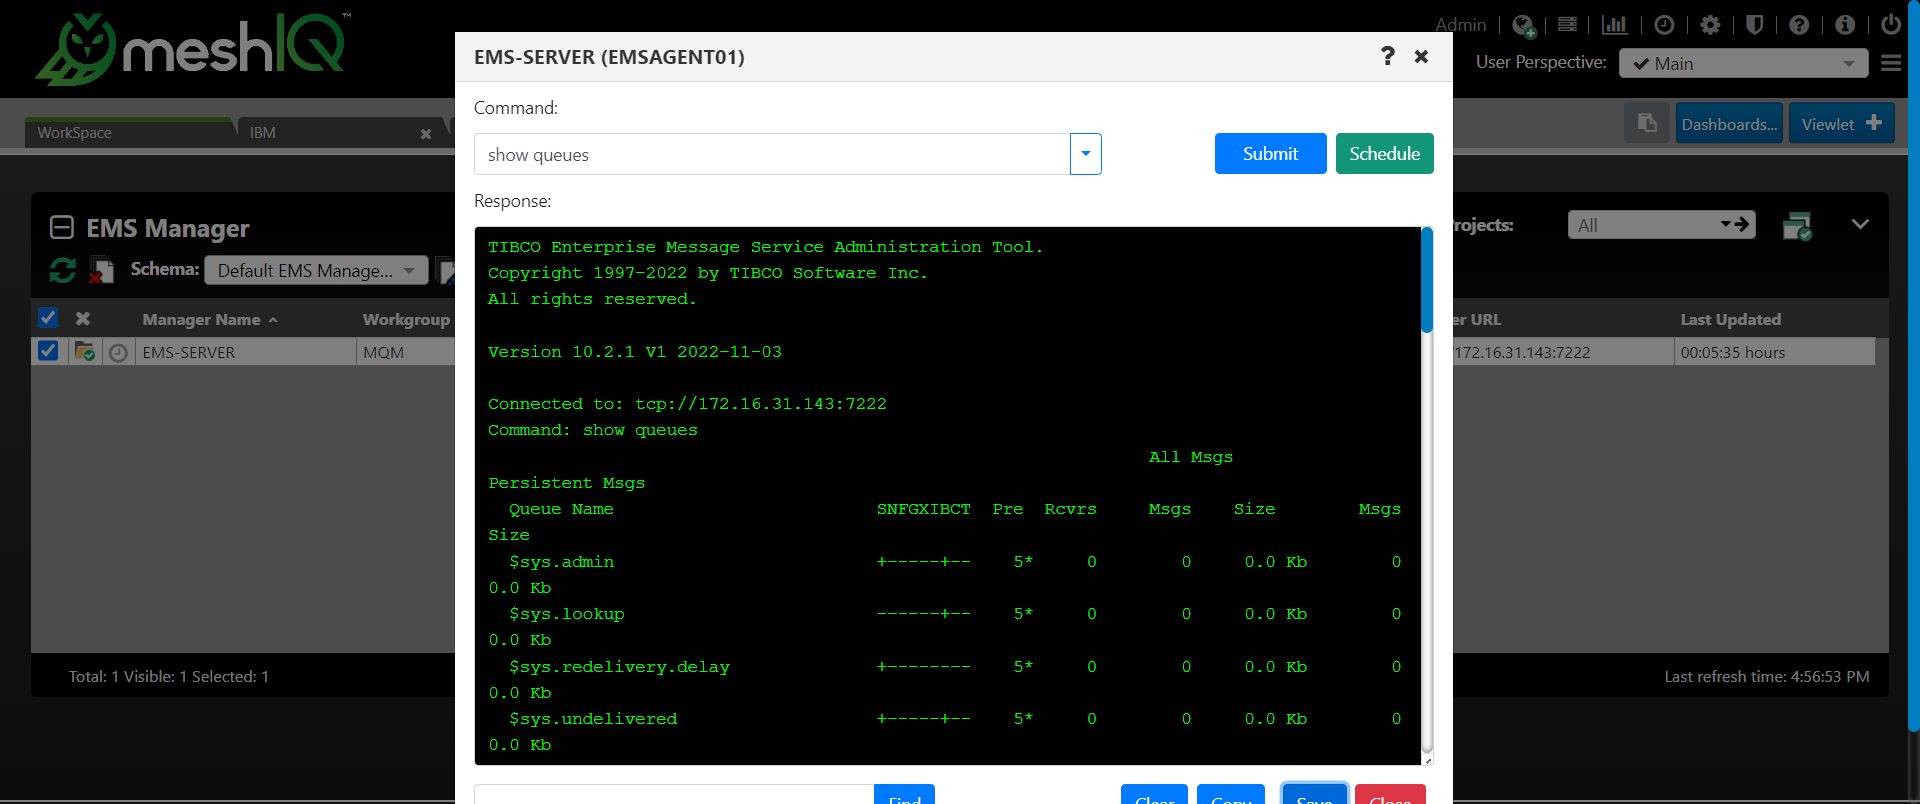 meshIQ™
Admin
User Perspective:
Main
WorkSpace
IBM
Dashboards...
Viewlet
EMS-SERVER (EMSAGENT01)
Command:
show queues
Submit
Schedule
Response:
TIBCO Enterprise Message Service Administration Tool.
Copyright 1997-2022 by TIBCO Software Inc.
All rights reserved.
Version 10.2.1 V1 2022-11-03
Connected to: tcp://172.16.31.143:7222
Command: show queues
All Msgs
Persistent Msgs
Queue Name SNFGXIBCT Pre Rcvrs Msgs Size Msgs
Size
$sys.admin +-----+-- 5* 0 0 0.0 Kb 0
0.0 Kb
$sys.lookup ------+-- 5* 0 0 0.0 Kb 0
0.0 Kb
$sys.redelivery.delay +-------- 5* 0 0 0.0 Kb 0
0.0 Kb
$sys.undelivered +-----+-- 5* 0 0 0.0 Kb 0
0.0 Kb
Find
Clear
Copy
Save
Close
EMS Manager
Schema:
Default EMS Manage...
Manager Name
Workgroup
EMS-SERVER
MQM
Total: 1 Visible: 1 Selected: 1
rojects:
All
er URL
Last Updated
172.16.31.143:7222
00:05:35 hours
Last refresh time: 4:56:53 PM